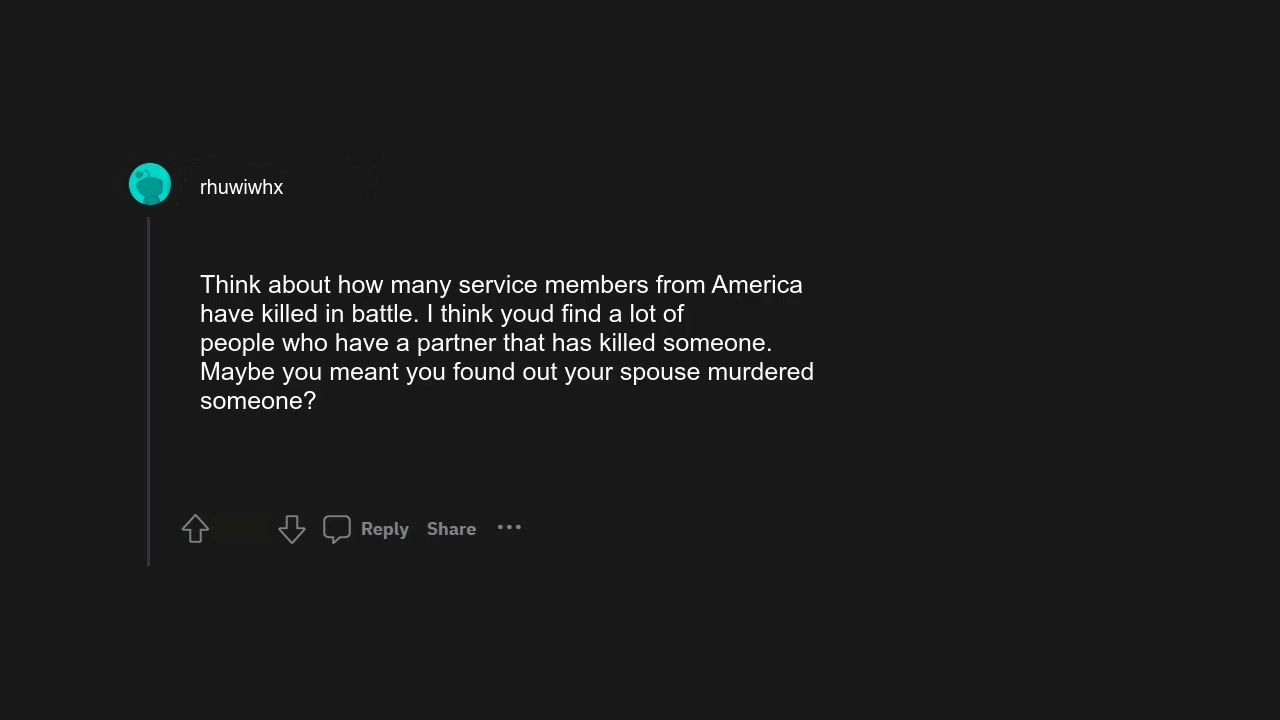 rhuwiwhx
Think about how many service members from America
have killed in battle. I think youd find a lot of
people who have a partner that has killed someone.
Maybe you meant you found out your spouse murdered
someone?
Reply Share